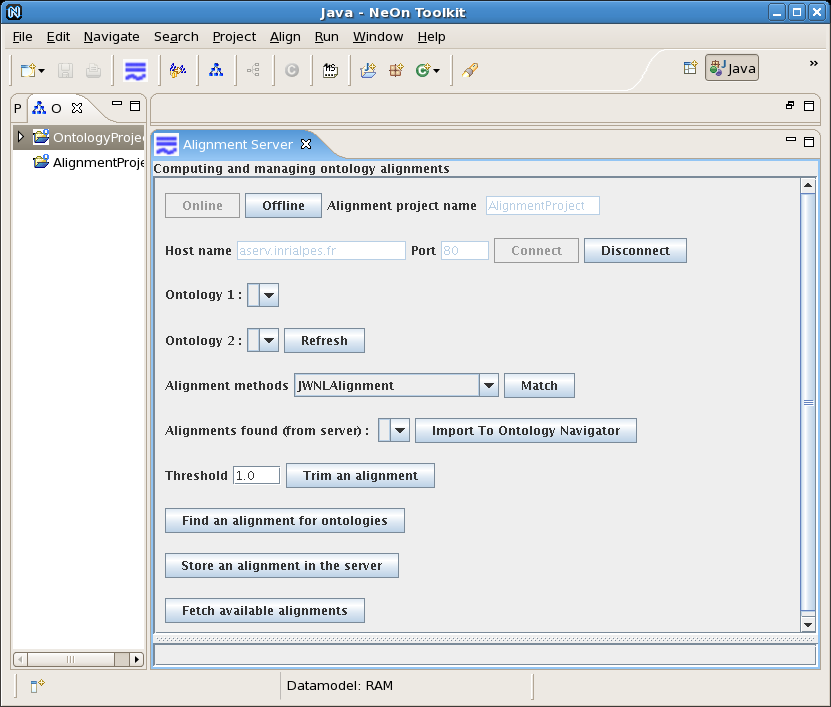 Java - NeOn Toolkit
File Edit Navigate Search Project Align Run Window Help
Java »
P O
OntologyProje
AlignmentProje
Alignment Server
Computing and managing ontology alignments
Online Offline Alignment project name AlignmentProject
Host name aserv.inrialpes.fr Port 80 Connect Disconnect
Ontology 1 :
Ontology 2 : Refresh
Alignment methods JWNLAlignment Match
Alignments found (from server) : Import To Ontology Navigator
Threshold 1.0 Trim an alignment
Find an alignment for ontologies
Store an alignment in the server
Fetch available alignments
Datamodel: RAM